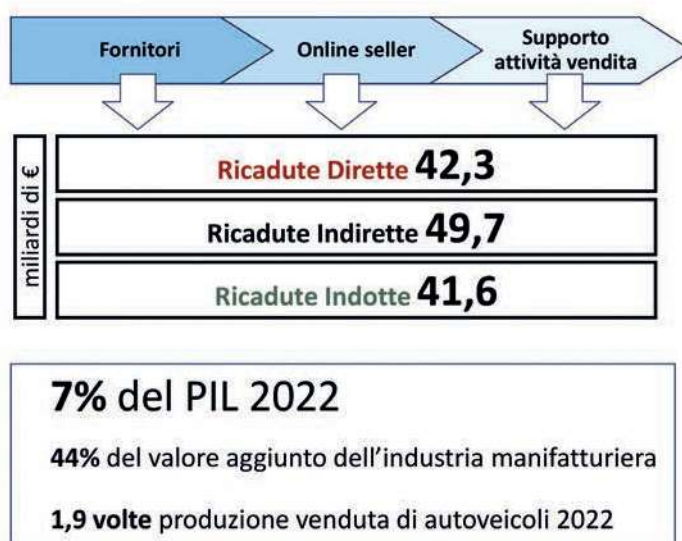 Fornitori
Online seller
Supporto
attività vendita
miliardi di €
Ricadute Dirette 42,3
Ricadute Indirette 49,7
Ricadute Indotte 41,6
7% del PIL 2022
44% del valore aggiunto dell'industria manifatturiera
1,9 volte produzione venduta di autoveicoli 2022